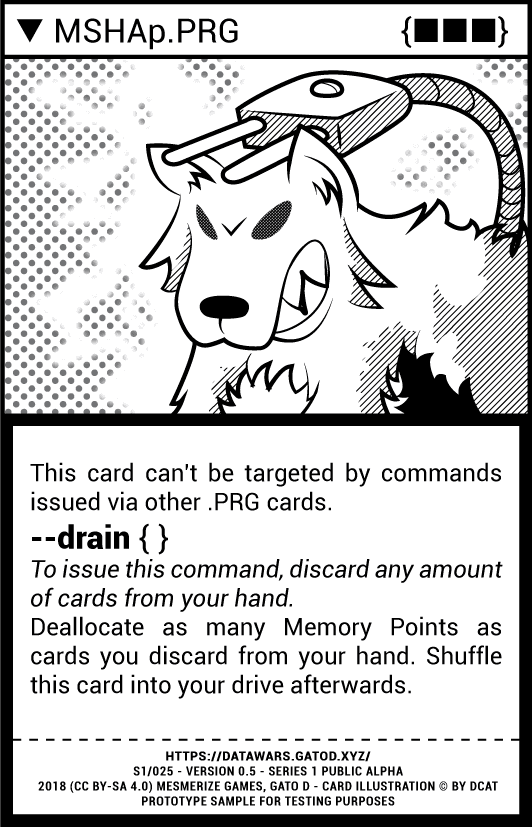 ▼ MSHAp.PRG {■■■}
This card can't be targeted by commands
issued via other .PRG cards.
--drain { }
To issue this command, discard any amount
of cards from your hand.
Deallocate as many Memory Points as
cards you discard from your hand. Shuffle
this card into your drive afterwards.
HTTPS://DATAWARS.GATOD.XYZ/
S1/025 - VERSION 0.5 - SERIES 1 PUBLIC ALPHA
2018 (CC BY-SA 4.0) MESMERIZE GAMES, GATO D - CARD ILLUSTRATION © BY DCAT
PROTOTYPE SAMPLE FOR TESTING PURPOSES